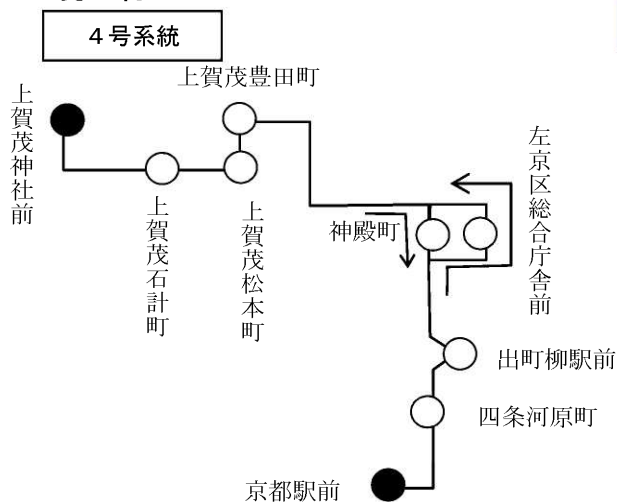 4号系統
上賀茂豊田町
上賀茂神社前
上賀茂石計町
上賀茂松本町
神殿町
左京区総合庁舎前
出町柳駅前
四条河原町
京都駅前